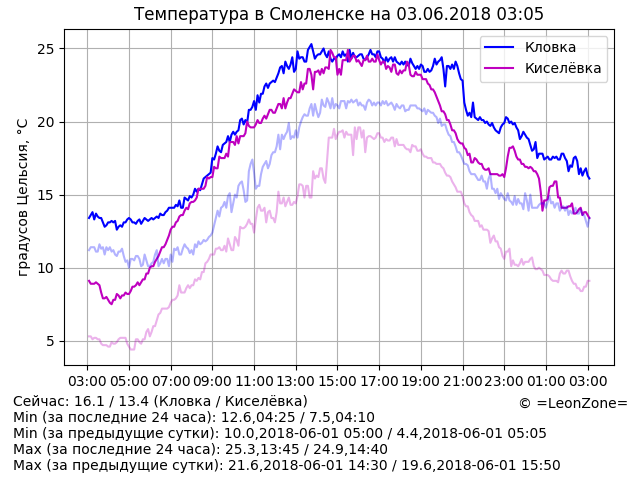 Температура в Смоленске на 03.06.2018 03:05
градусов Цельсия, °C
25
20
15
10
5
Кловка
Киселёвка
03:00 05:00 07:00 09:00 11:00 13:00 15:00 17:00 19:00 21:00 23:00 01:00 03:00
Сейчас: 16.1 / 13.4 (Кловка / Киселёвка)
© =LeonZone=
Min (за последние 24 часа): 12.6,04:25 / 7.5,04:10
Min (за предыдущие сутки): 10.0,2018-06-01 05:00 / 4.4,2018-06-01 05:05
Max (за последние 24 часа): 25.3,13:45 / 24.9,14:40
Max (за предыдущие сутки): 21.6,2018-06-01 14:30 / 19.6,2018-06-01 15:50